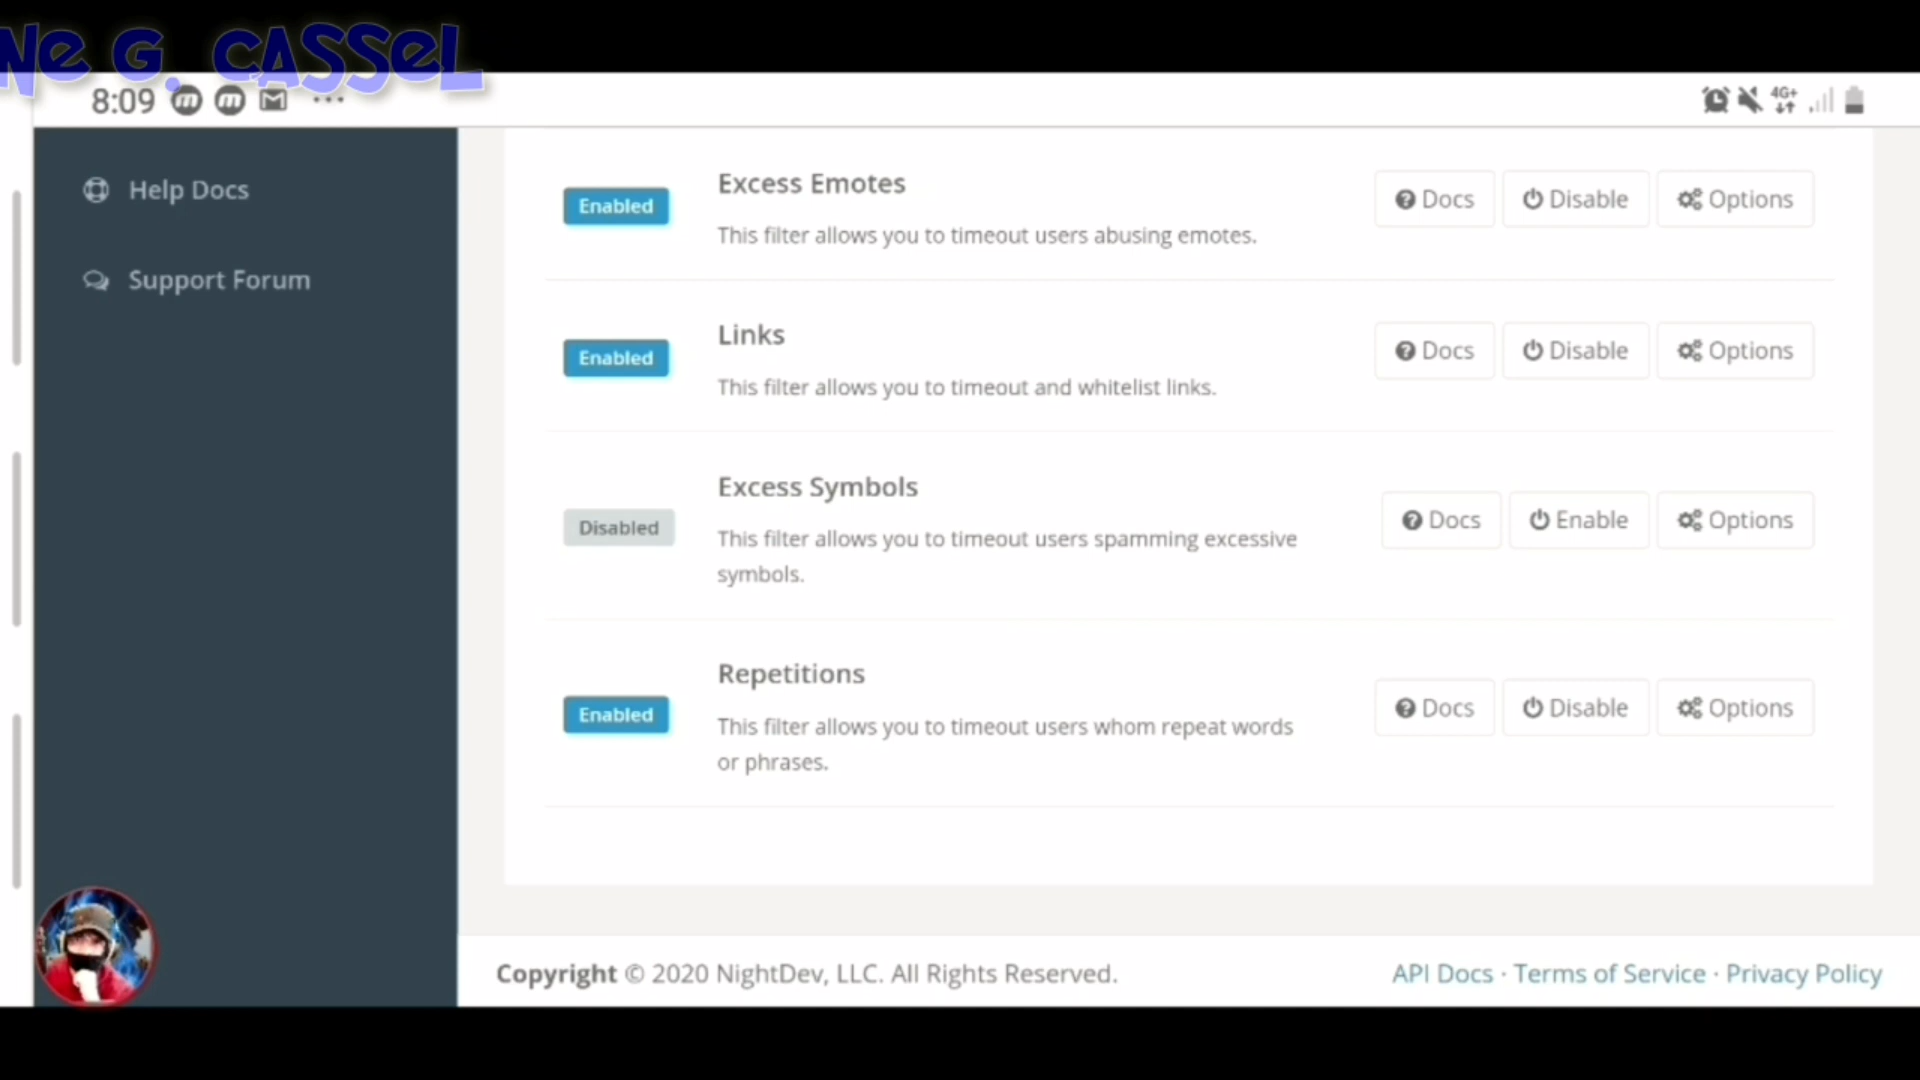 Ne G. CASSeL
8:09
4G+
Help Docs
Support Forum
Enabled
Excess Emotes
This filter allows you to timeout users abusing emotes.
Docs
Disable
Options
Enabled
Links
This filter allows you to timeout and whitelist links.
Docs
Disable
Options
Disabled
Excess Symbols
This filter allows you to timeout users spamming excessive
symbols.
Docs
Enable
Options
Enabled
Repetitions
This filter allows you to timeout users whom repeat words
or phrases.
Docs
Disable
Options
Copyright © 2020 NightDev, LLC. All Rights Reserved.
API Docs · Terms of Service · Privacy Policy